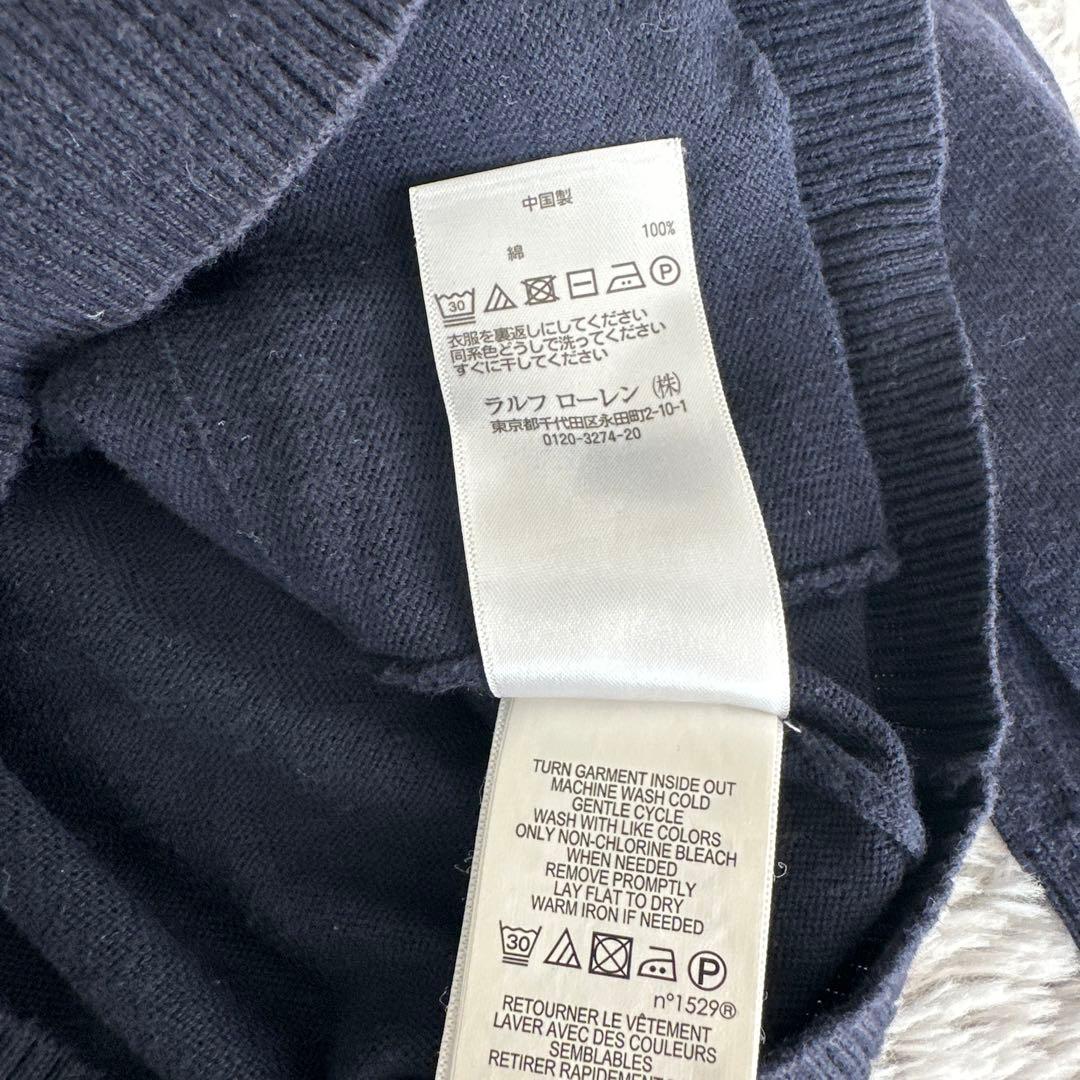 中国製
綿 100%
30 P
衣服を裏返しにしてください
同系色どうしで洗ってください
すぐに干してください
ラルフ ローレン ㈱
東京都千代田区永田町2-10-1
0120-3274-20
TURN GARMENT INSIDE OUT
MACHINE WASH COLD
GENTLE CYCLE
WASH WITH LIKE COLORS
ONLY NON-CHLORINE BLEACH
WHEN NEEDED
REMOVE PROMPTLY
LAY FLAT TO DRY
WARM IRON IF NEEDED
30 P
n°1529®
RETOURNER LE VÊTEMENT
LAVER AVEC DES COULEURS
SEMBLABLES
RETIRER RAPIDEMENT